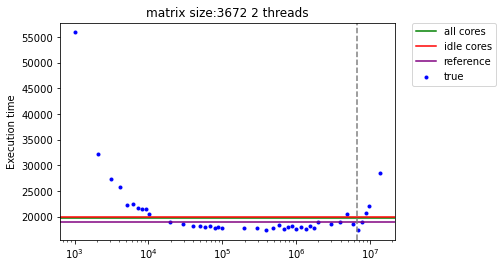 matrix size:3672 2 threads
55000
50000
45000
40000
35000
30000
25000
20000
Execution time
10³
10⁴
10⁵
10⁶
10⁷
all cores
idle cores
reference
true